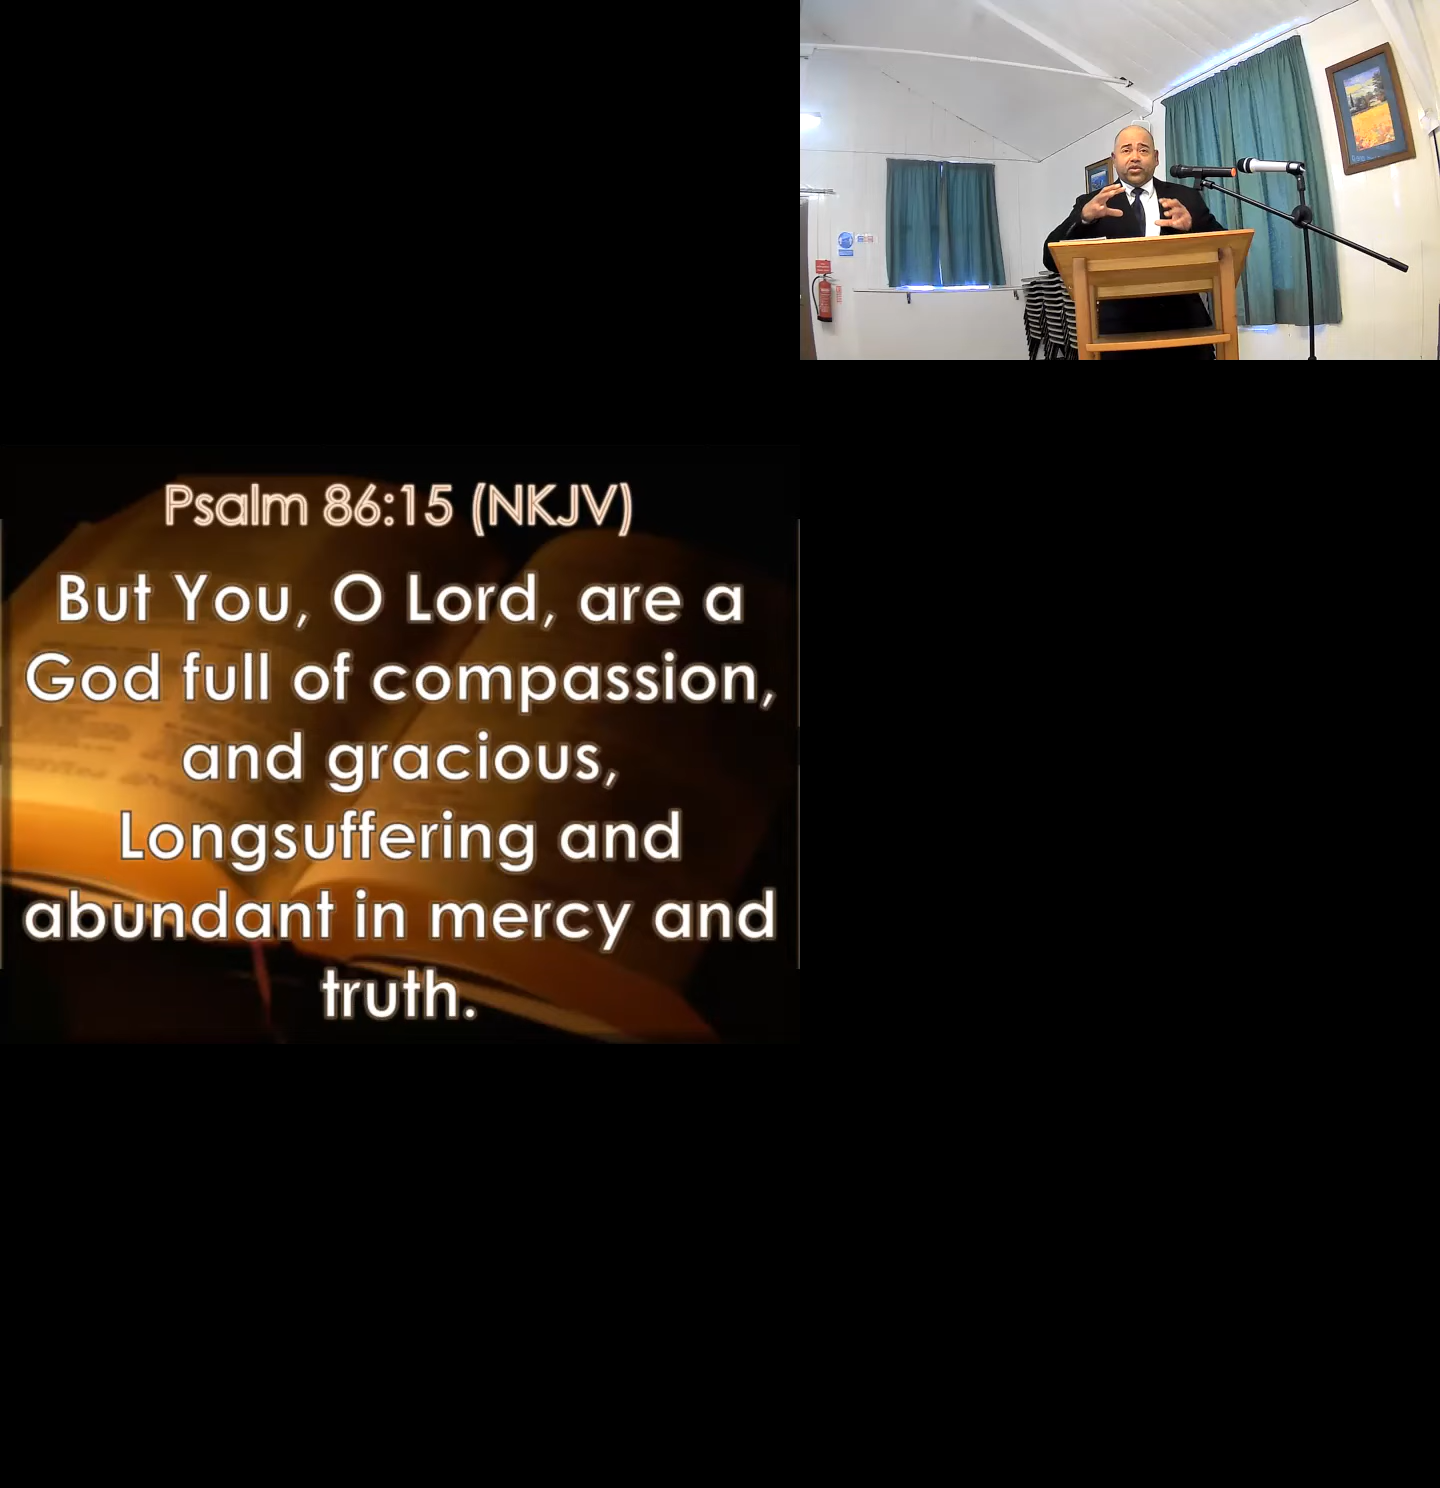 Psalm 86:15 (NKJV)
But You, O Lord, are a
God full of compassion,
and gracious,
Longsuffering and
abundant in mercy and
truth.